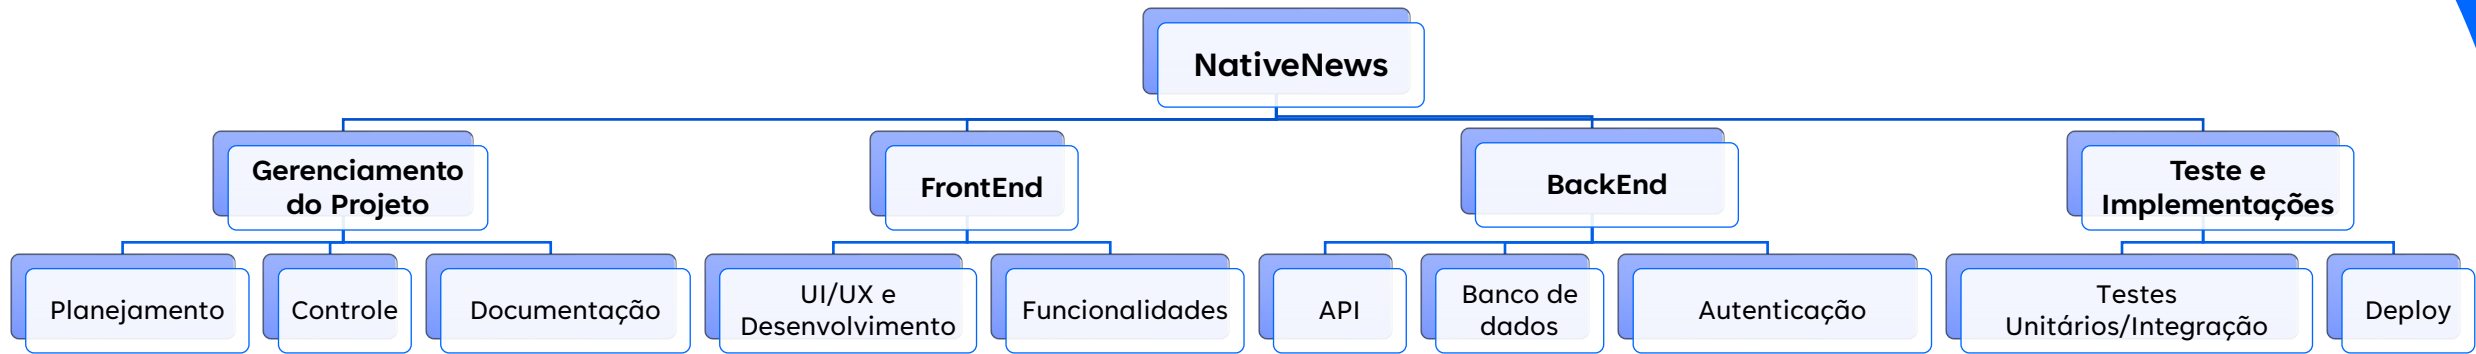 NativeNews
Gerenciamento
do Projeto
FrontEnd
BackEnd
Teste e
Implementações
Planejamento
Controle
Documentação
UI/UX e
Desenvolvimento
Funcionalidades
API
Banco de
dados
Autenticação
Testes
Unitários/Integração
Deploy